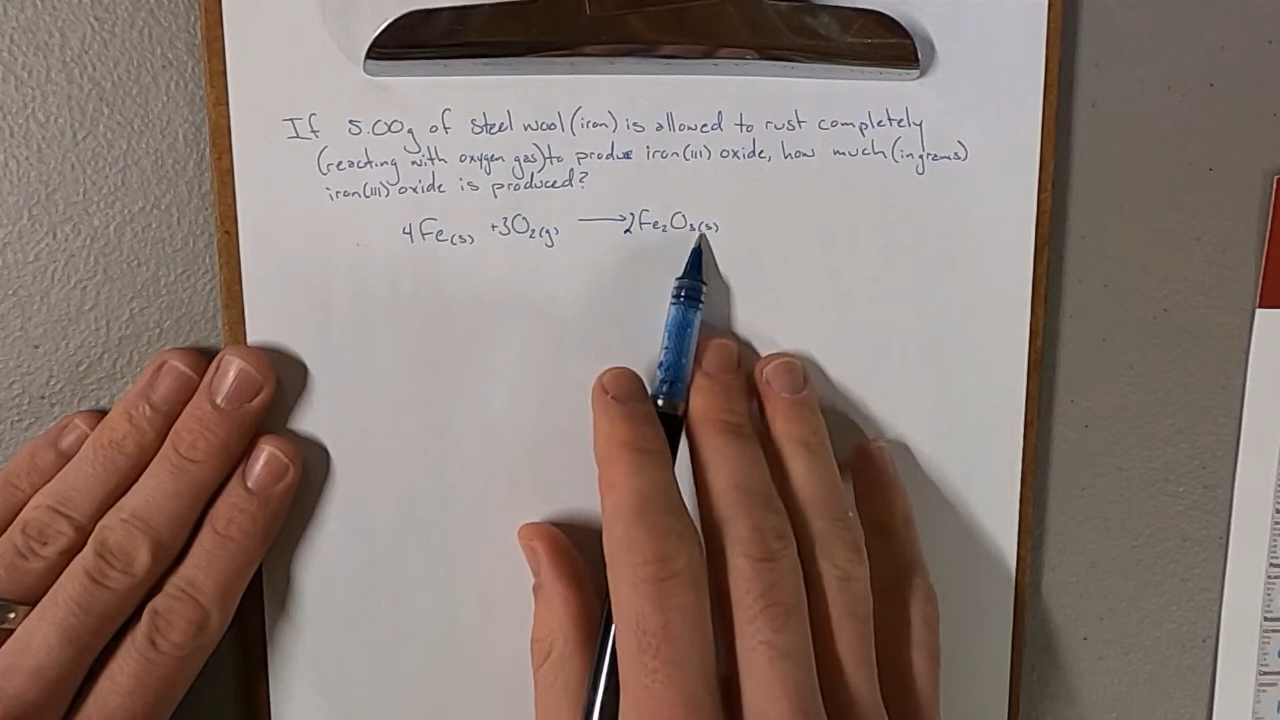 If 5.00g of steel wool (iron) is allowed to rust completely
(reacting with oxygen gas) to produce iron(III) oxide, how much (in grams)
iron(III) oxide is produced?
4Fe(s) + 3O₂(g) ⟶ 2Fe₂O₃(s)